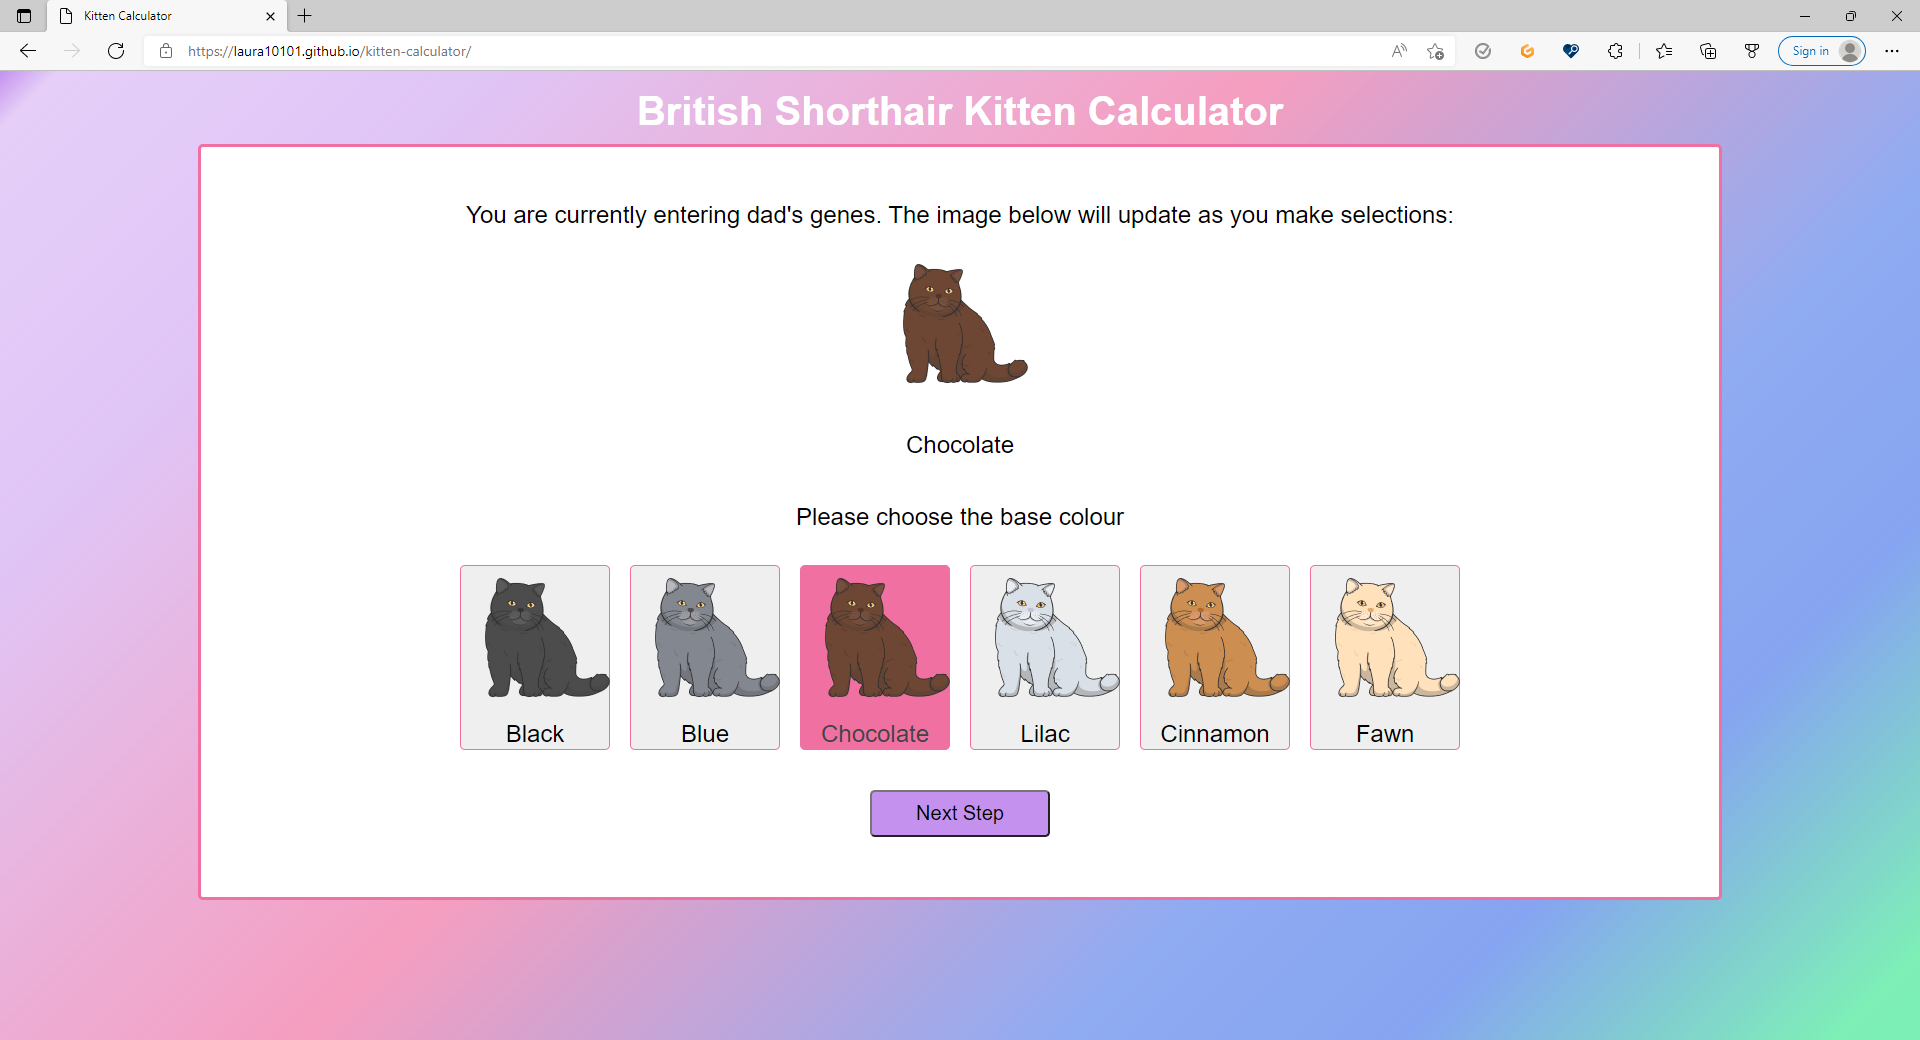 Kitten Calculator
https://laura10101.github.io/kitten-calculator/
Sign in
British Shorthair Kitten Calculator
You are currently entering dad's genes. The image below will update as you make selections:
Chocolate
Please choose the base colour
Black
Blue
Chocolate
Lilac
Cinnamon
Fawn
Next Step